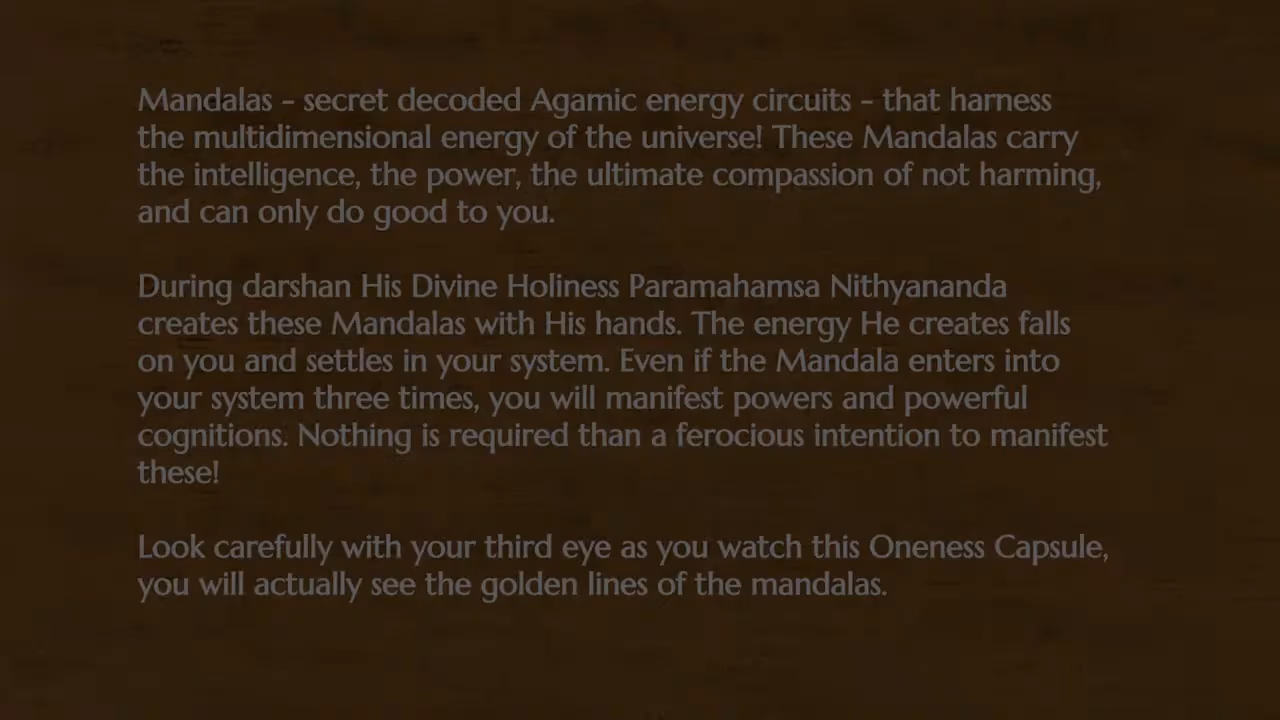 Mandalas - secret decoded Agamic energy circuits - that harness
the multidimensional energy of the universe! These Mandalas carry
the intelligence, the power, the ultimate compassion of not harming,
and can only do good to you.
During darshan His Divine Holiness Paramahamsa Nithyananda
creates these Mandalas with His hands. The energy He creates falls
on you and settles in your system. Even if the Mandala enters into
your system three times, you will manifest powers and powerful
cognitions. Nothing is required than a ferocious intention to manifest
these!
Look carefully with your third eye as you watch this Oneness Capsule,
you will actually see the golden lines of the mandalas.